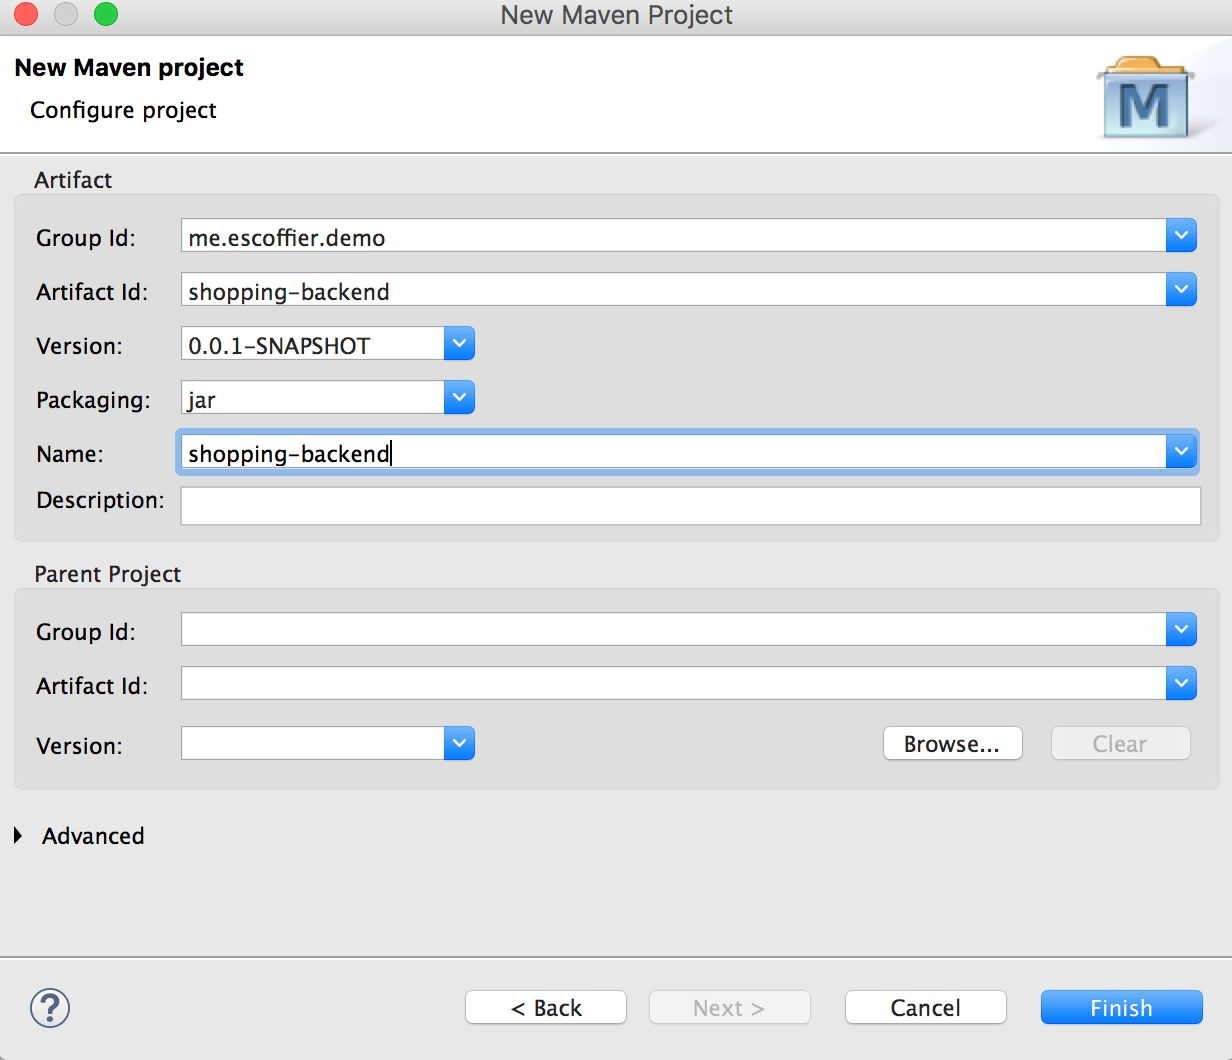 New Maven Project
New Maven project
Configure project
M
Artifact
Group Id: me.escoffier.demo
Artifact Id: shopping-backend
Version: 0.0.1-SNAPSHOT
Packaging: jar
Name: shopping-backend
Description:
Parent Project
Group Id:
Artifact Id:
Version: Browse... Clear
Advanced
? < Back Next > Cancel Finish